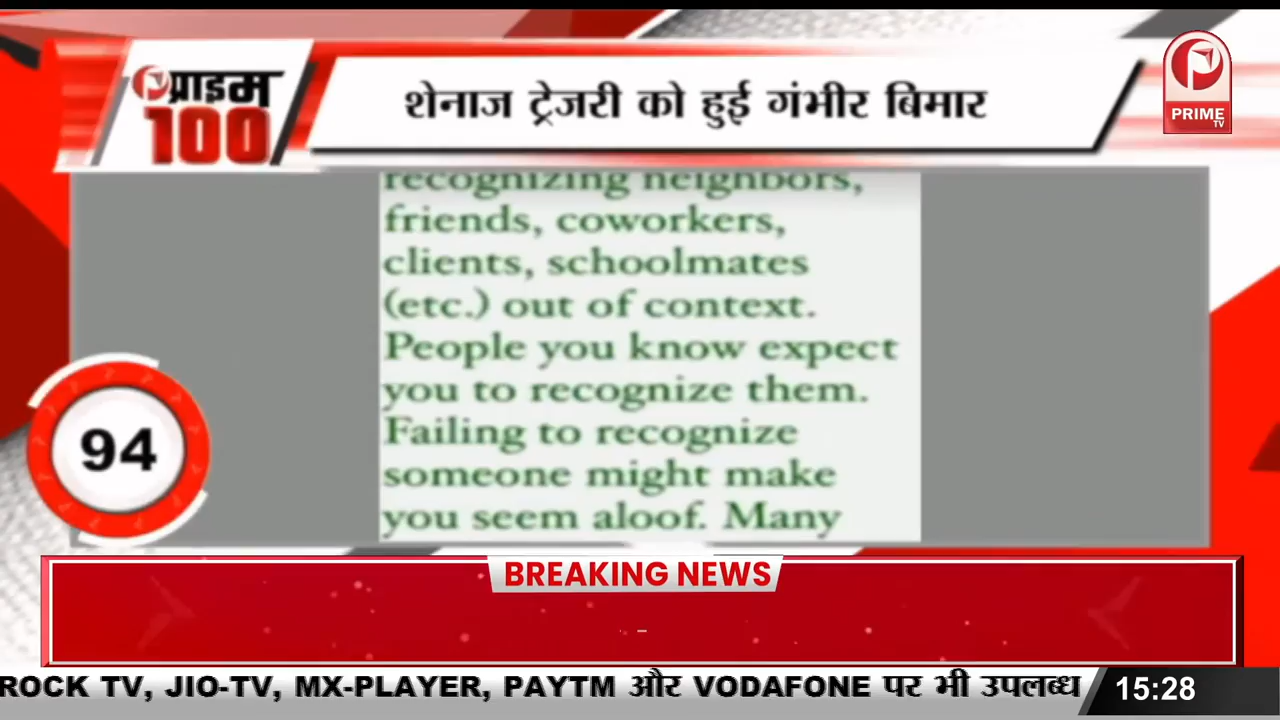 प्राइम
100
शेनाज ट्रेजरी को हुई गंभीर बिमार
PRIME
TV
recognizing neighbors,
friends, coworkers,
clients, schoolmates
(etc.) out of context.
People you know expect
you to recognize them.
Failing to recognize
someone might make
you seem aloof. Many
94
BREAKING NEWS
ROCK TV, JIO-TV, MX-PLAYER, PAYTM और VODAFONE पर भी उपलब्ध
15:28